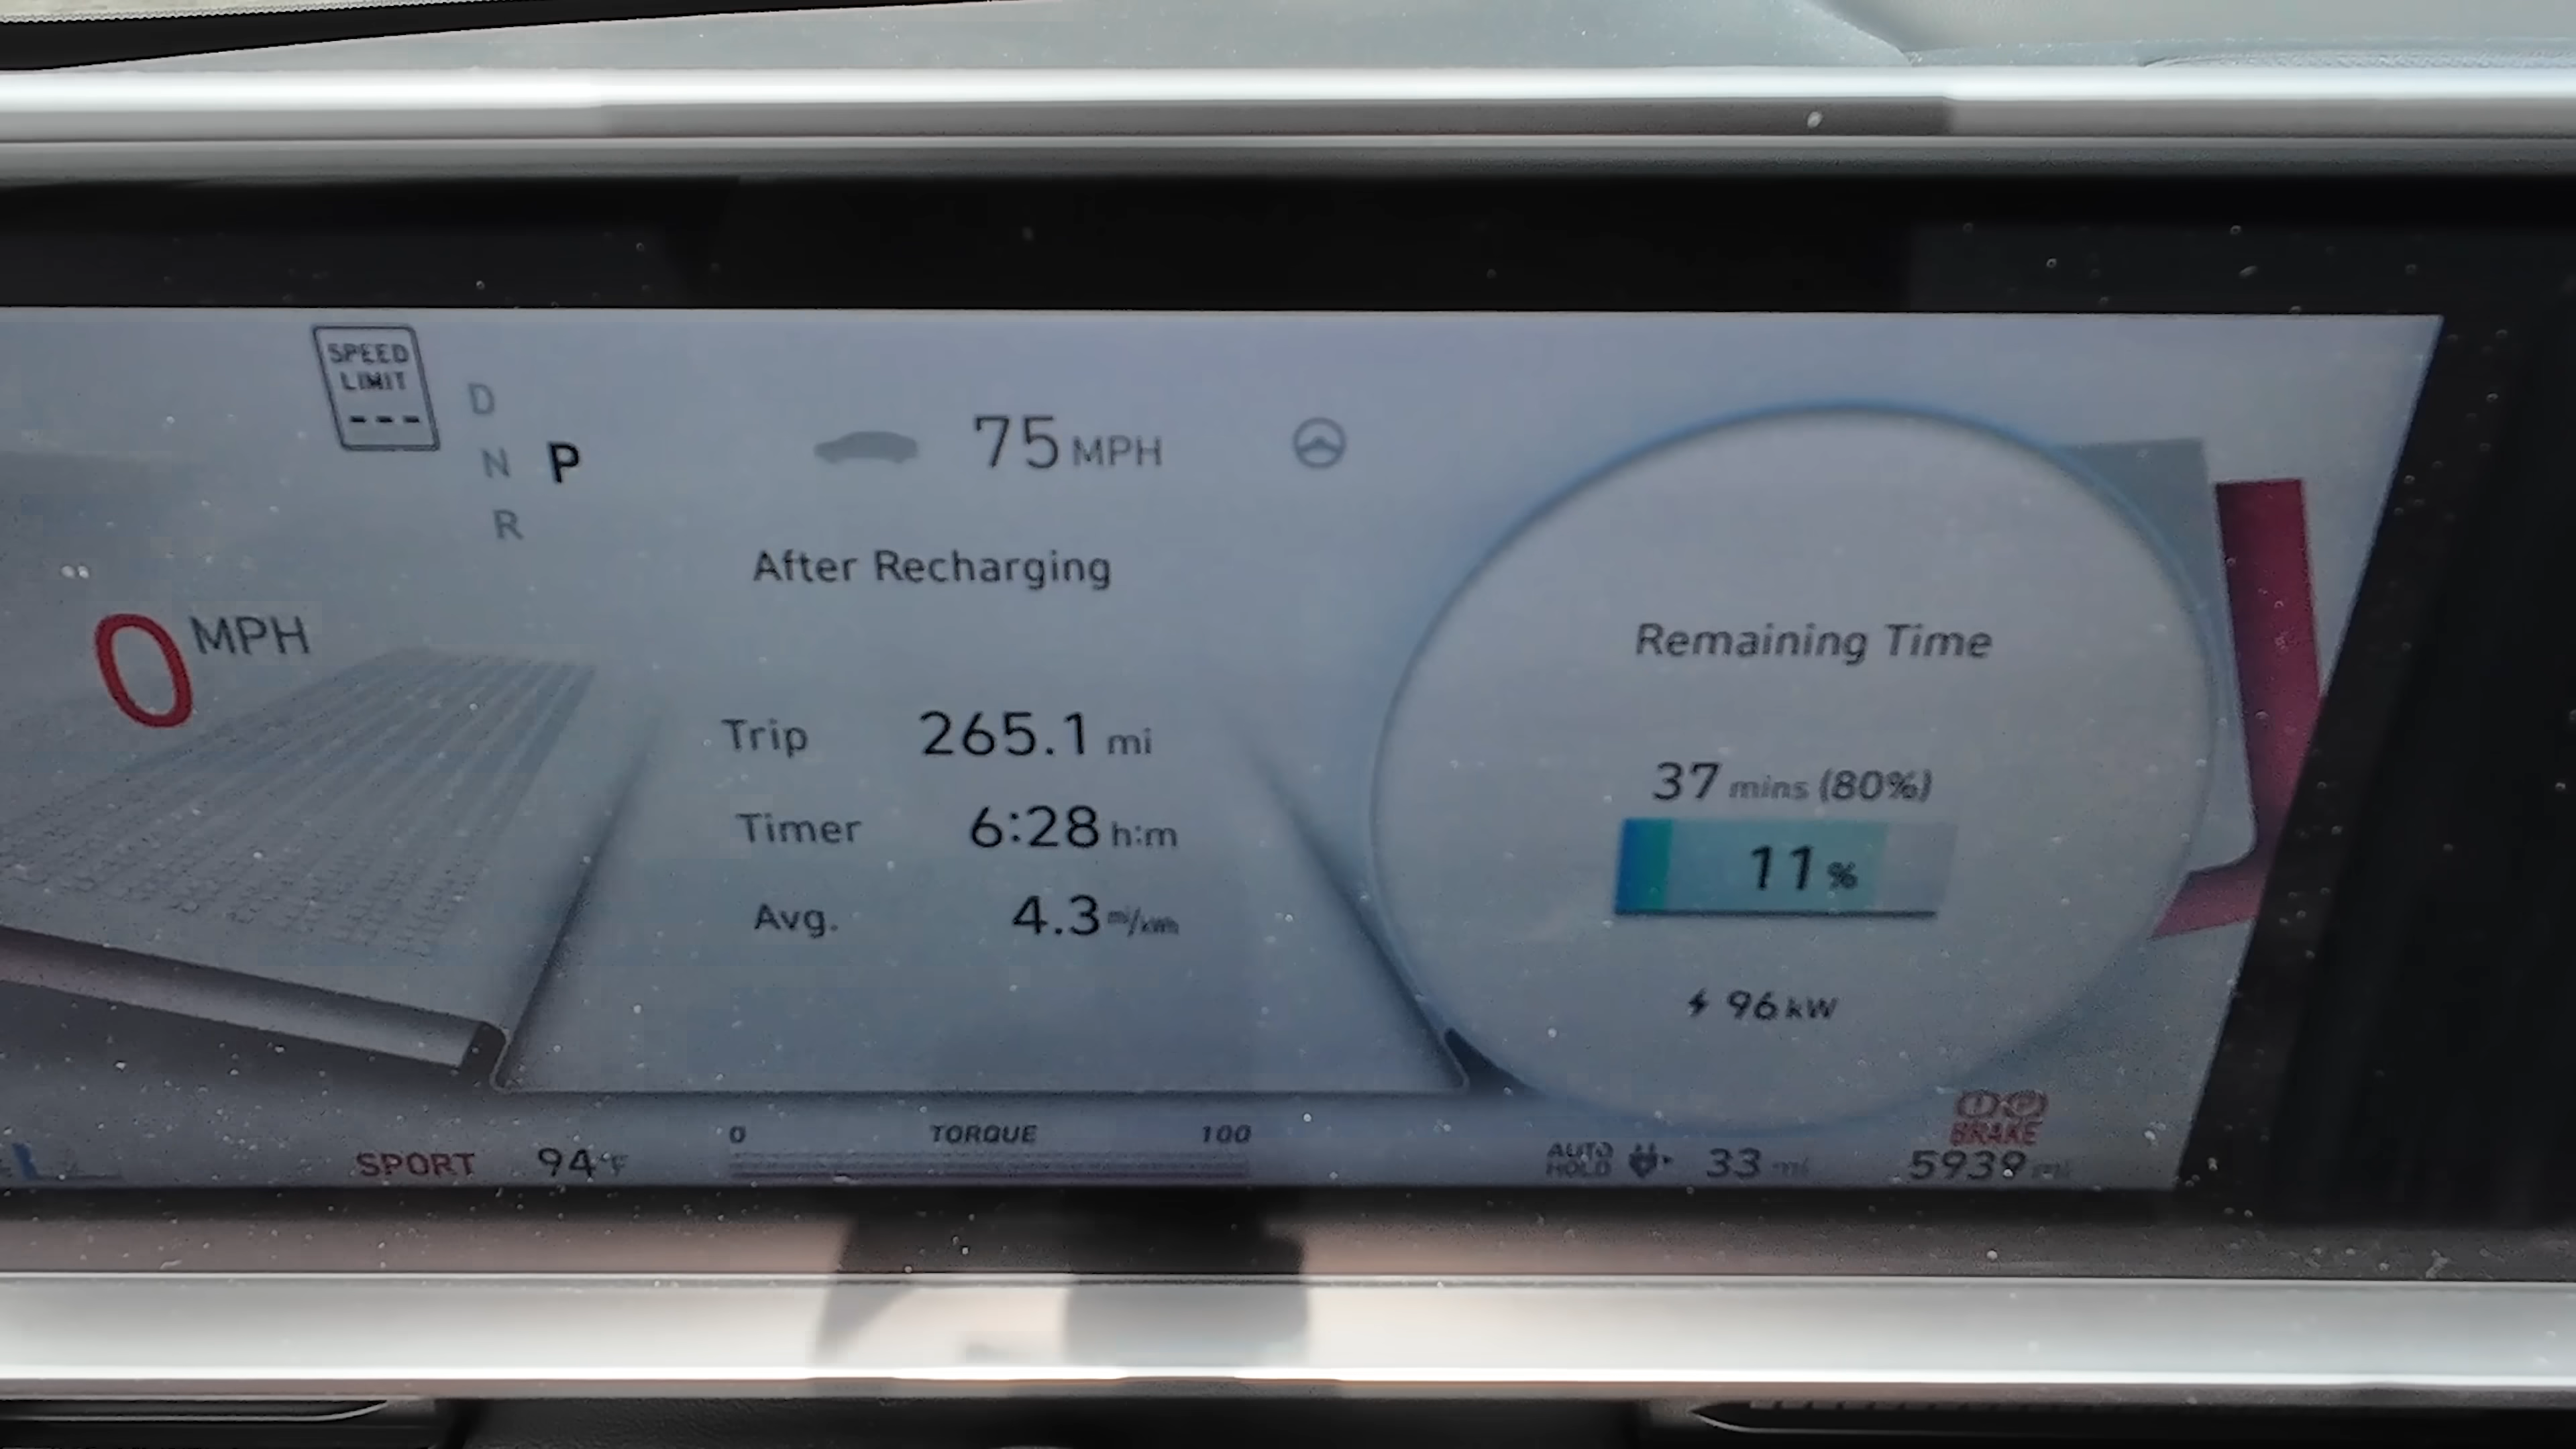 SPEED
LIMIT
---
D
N P
R
75 MPH
After Recharging
0 MPH
Trip 265.1 mi
Timer 6:28 h:m
Avg. 4.3 mi/kWh
Remaining Time
37 mins (80%)
11%
96 kW
0 TORQUE 100
SPORT 94°F
AUTO
HOLD
33 mi
BRAKE
5939 mi